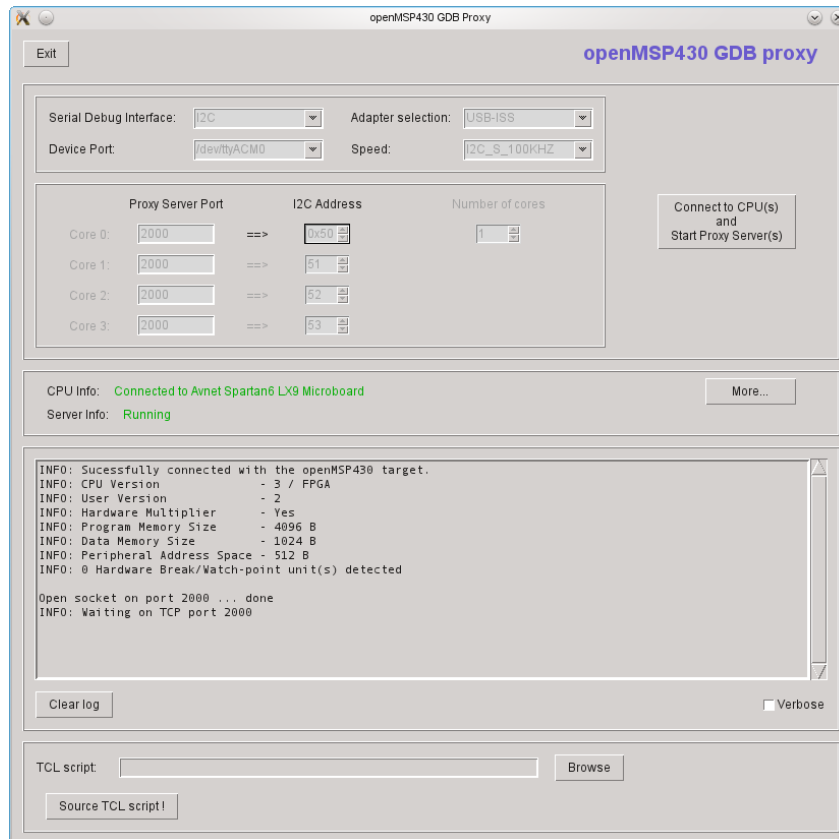 openMSP430 GDB Proxy
Exit
openMSP430 GDB proxy
Serial Debug Interface: I2C Adapter selection: USB-ISS
Device Port: /dev/ttyACM0 Speed: I2C_S_100KHZ
Proxy Server Port I2C Address Number of cores
Core 0: 2000 ==> 0x50 1
Core 1: 2000 ==> 51
Core 2: 2000 ==> 52
Core 3: 2000 ==> 53
Connect to CPU(s)
and
Start Proxy Server(s)
CPU Info: Connected to Avnet Spartan6 LX9 Microboard
More...
Server Info: Running
INFO: Sucessfully connected with the openMSP430 target.
INFO: CPU Version - 3 / FPGA
INFO: User Version - 2
INFO: Hardware Multiplier - Yes
INFO: Program Memory Size - 4096 B
INFO: Data Memory Size - 1024 B
INFO: Peripheral Address Space - 512 B
INFO: 0 Hardware Break/Watch-point unit(s) detected
Open socket on port 2000 ... done
INFO: Waiting on TCP port 2000
Clear log
Verbose
TCL script:
Browse
Source TCL script !